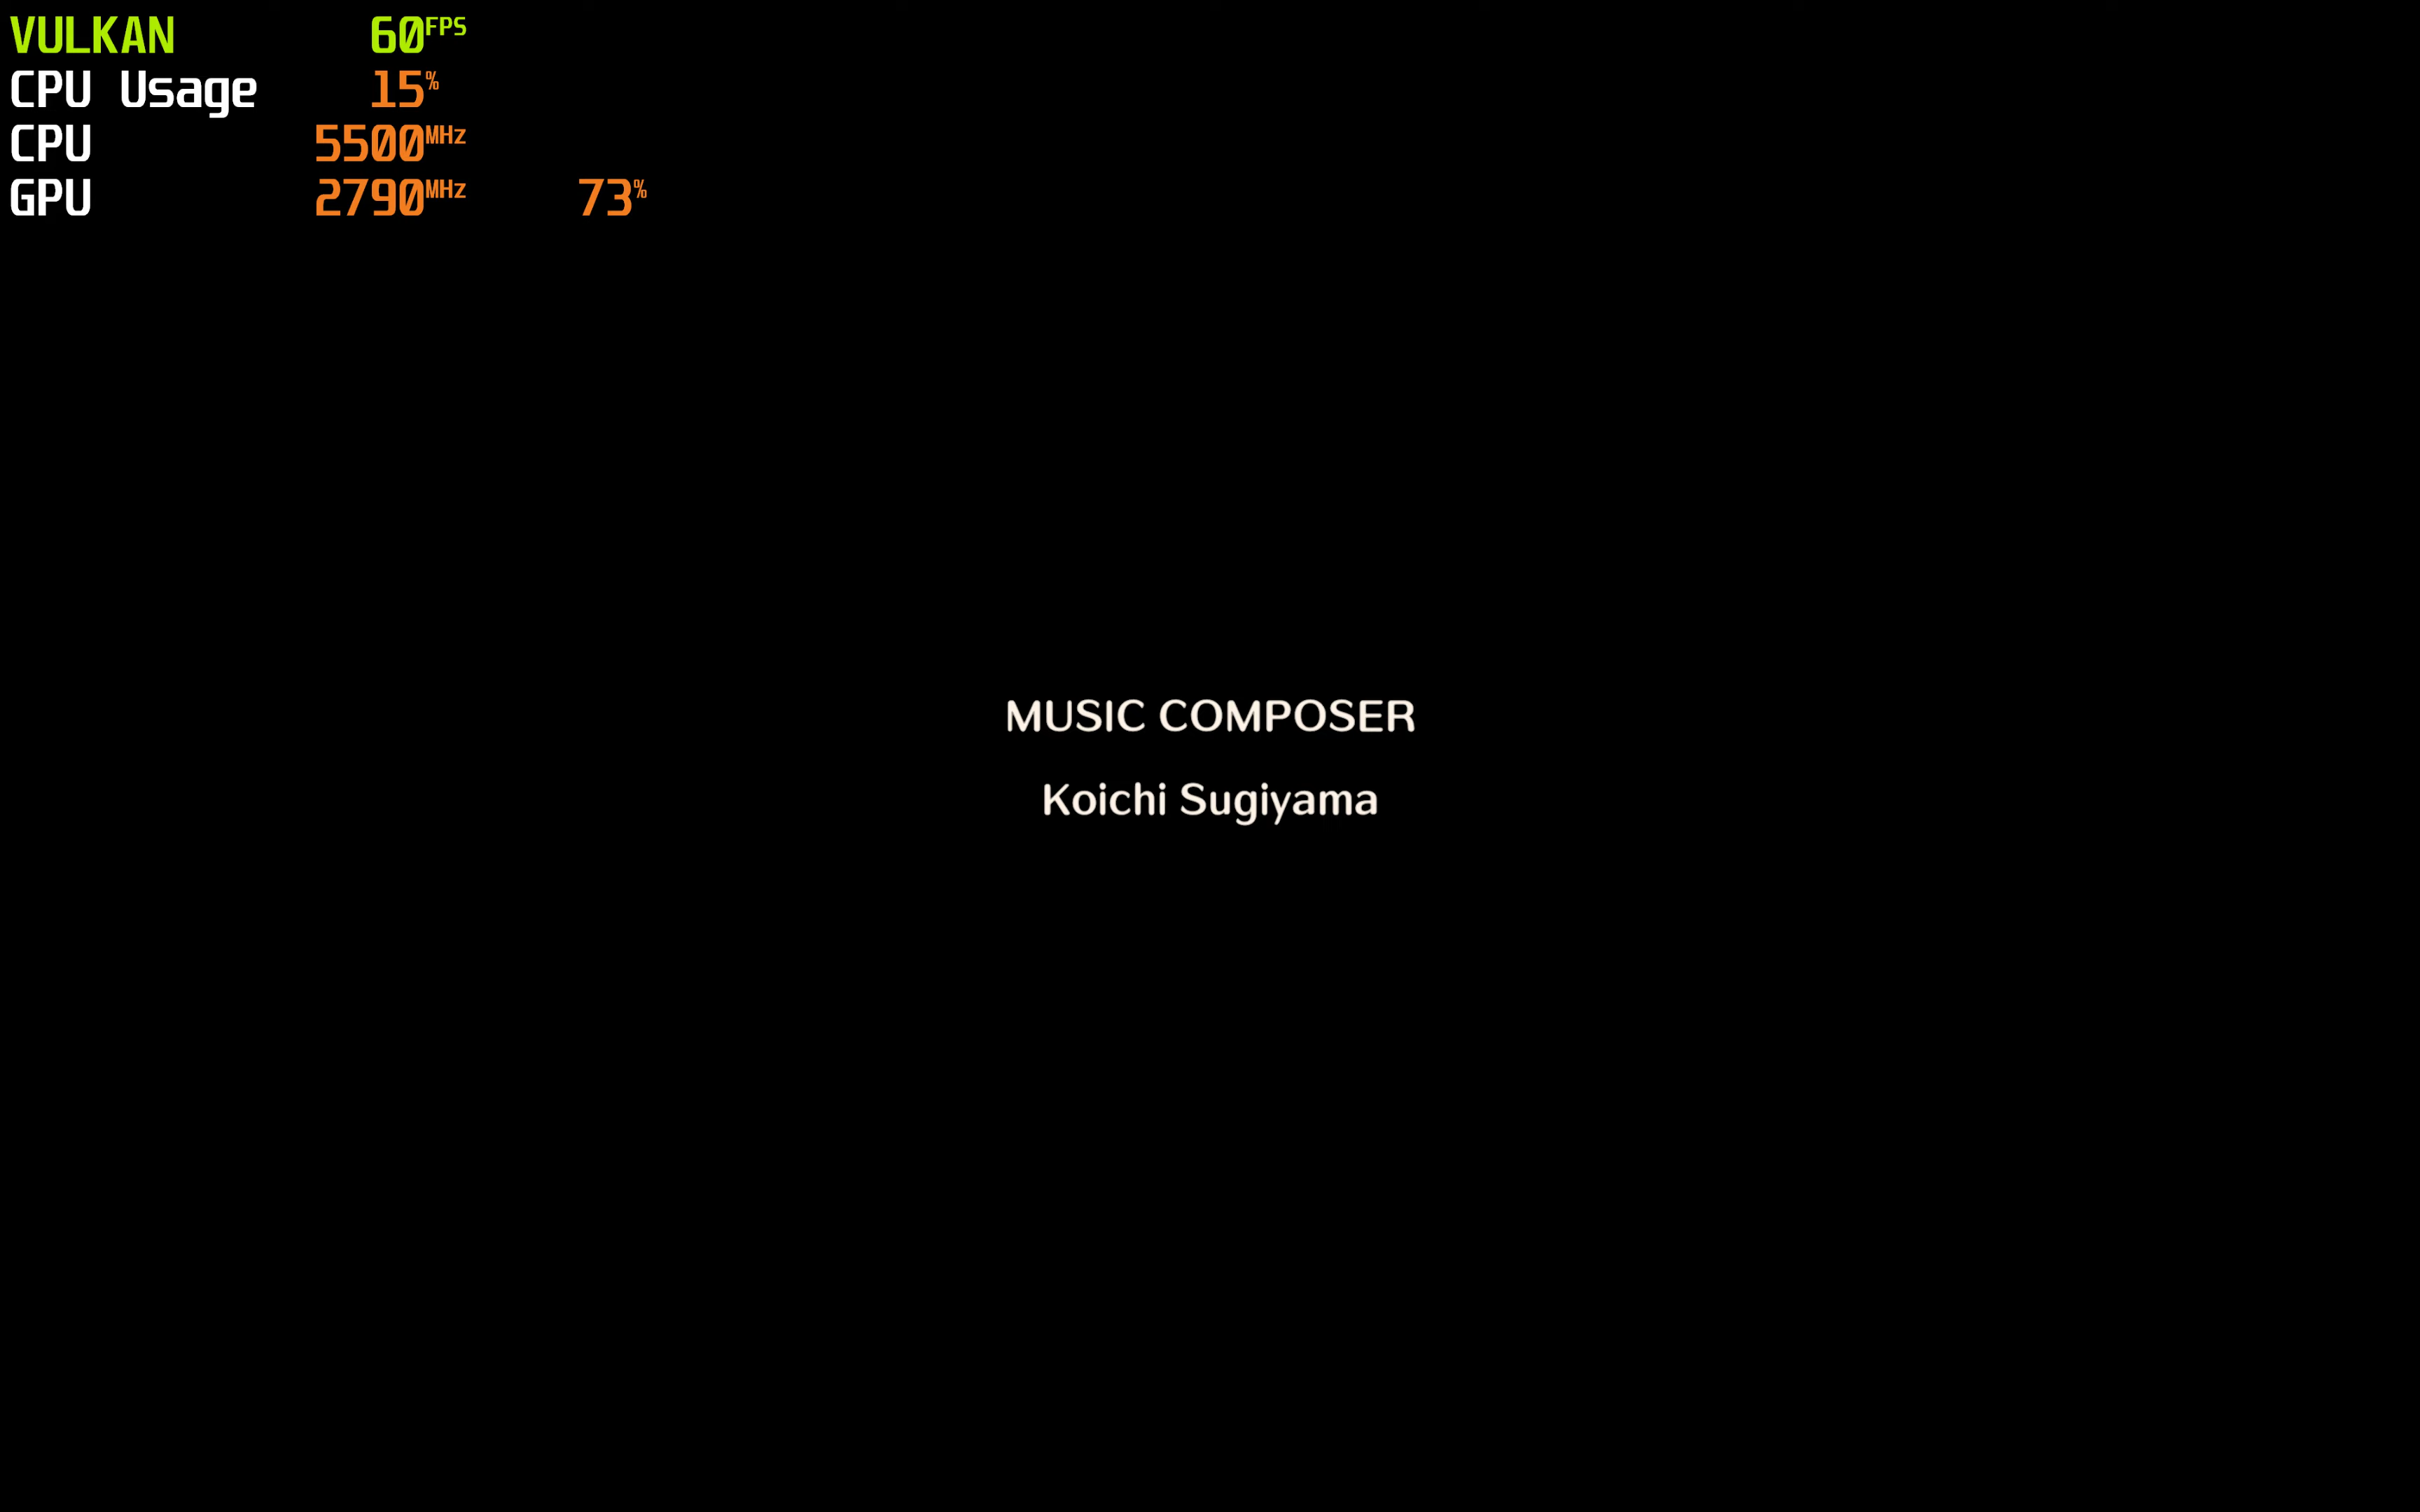 VULKAN 60FPS
CPU Usage 15%
CPU 5500MHz
GPU 2790MHz 73%
MUSIC COMPOSER
Koichi Sugiyama